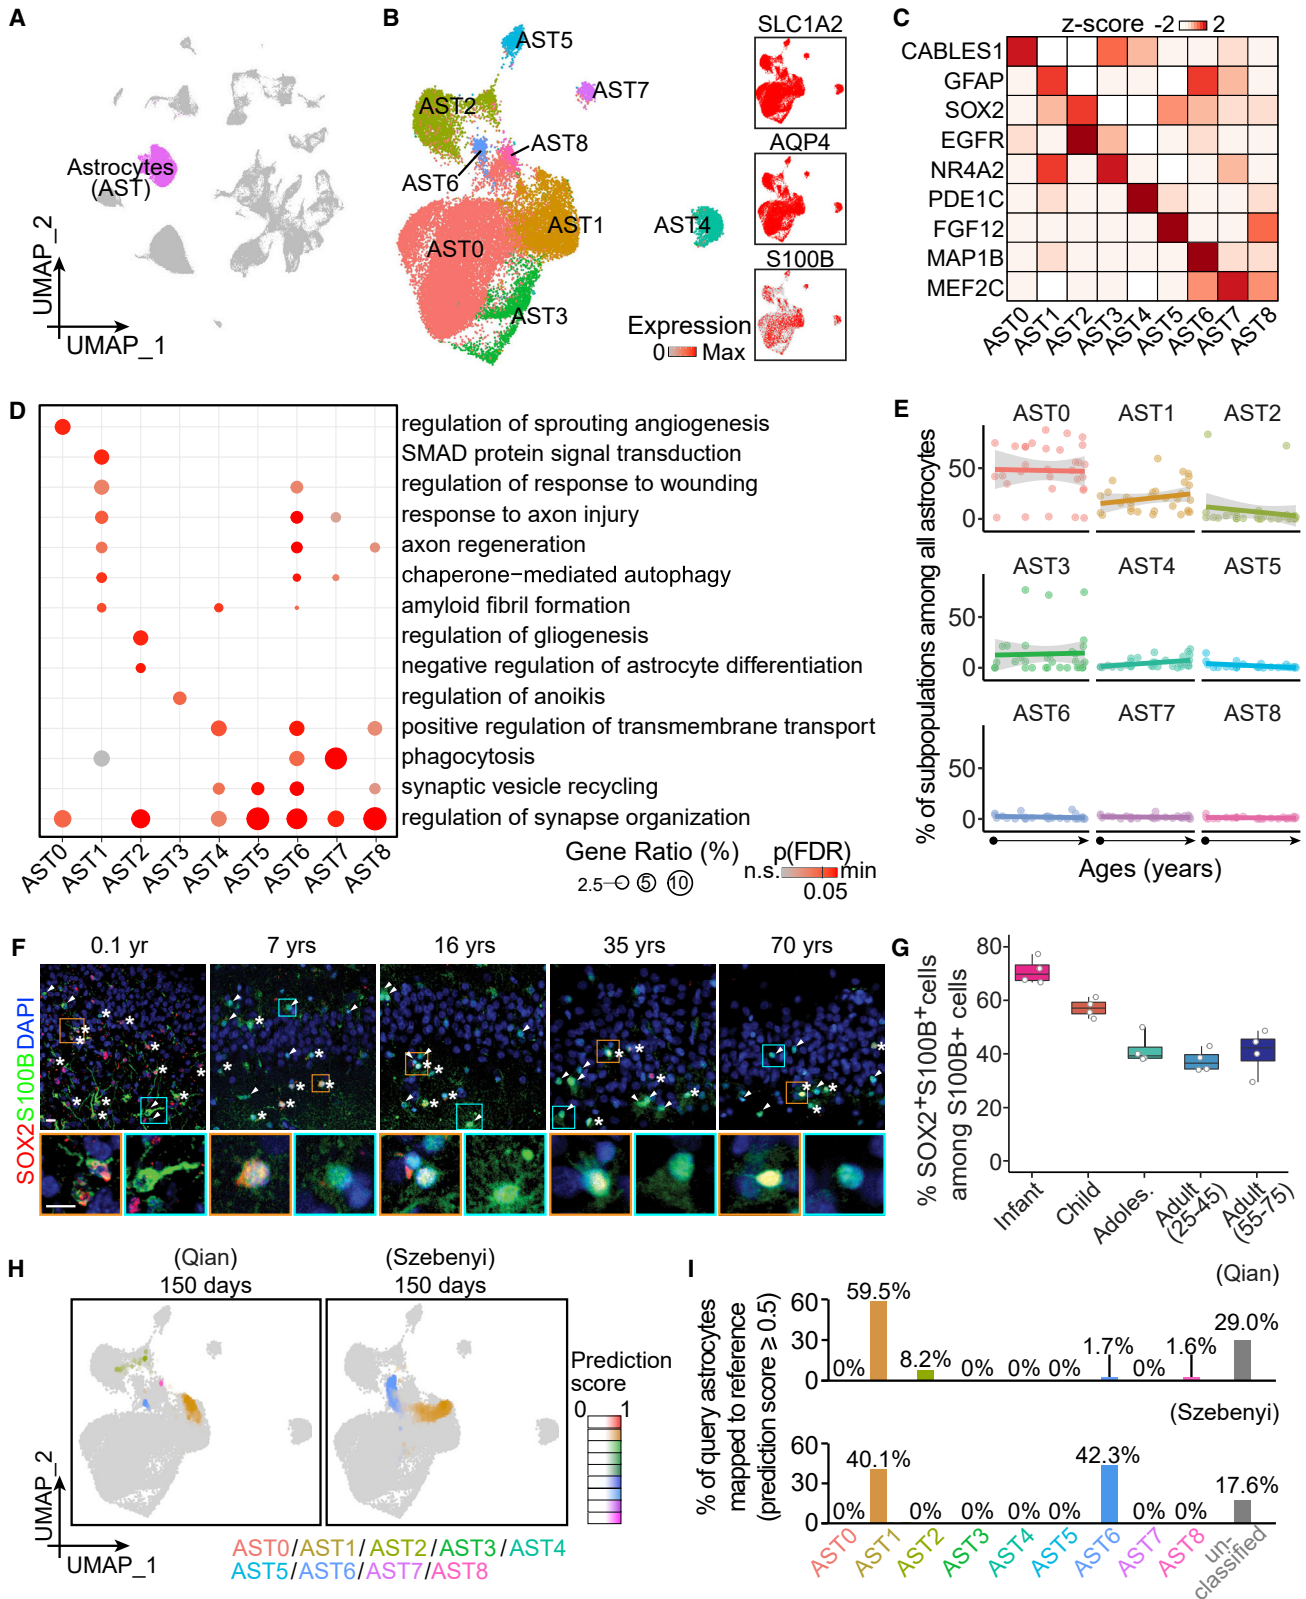 A
Astrocytes
(AST)
UMAP_2
UMAP_1
B
AST5
AST7
AST2
AST8
AST6
AST1
AST4
AST0
AST3
SLC1A2
AQP4
S100B
Expression
0 Max
C
z-score -2 2
CABLES1
GFAP
SOX2
EGFR
NR4A2
PDE1C
FGF12
MAP1B
MEF2C
AST0 AST1 AST2 AST3 AST4 AST5 AST6 AST7 AST8
D
regulation of sprouting angiogenesis
SMAD protein signal transduction
regulation of response to wounding
response to axon injury
axon regeneration
chaperone−mediated autophagy
amyloid fibril formation
regulation of gliogenesis
negative regulation of astrocyte differentiation
regulation of anoikis
positive regulation of transmembrane transport
phagocytosis
synaptic vesicle recycling
regulation of synapse organization
AST0 AST1 AST2 AST3 AST4 AST5 AST6 AST7 AST8
Gene Ratio (%)
2.5 5 10
p(FDR)
n.s. min
0.05
E
% of subpopulations among all astrocytes
AST0 AST1 AST2
50
0
AST3 AST4 AST5
50
0
AST6 AST7 AST8
50
0
Ages (years)
F
0.1 yr 7 yrs 16 yrs 35 yrs 70 yrs
SOX2 S100B DAPI
G
% SOX2+S100B+cells
among S100B+ cells
80
60
40
20
0
Infant
Child
Adoles.
Adult
(25-45)
Adult
(55-75)
H
(Qian)
150 days
(Szebenyi)
150 days
Prediction
score
0 1
UMAP_2
UMAP_1
AST0/AST1/AST2/AST3/AST4
AST5/AST6/AST7/AST8
I
% of query astrocytes
mapped to reference
(prediction score ≥ 0.5)
(Qian)
60
30
0
0% 59.5% 8.2% 0% 0% 0% 1.7% 0% 1.6% 29.0%
(Szebenyi)
60
30
0
0% 40.1% 0% 0% 0% 0% 42.3% 0% 0% 17.6%
AST0 AST1 AST2 AST3 AST4 AST5 AST6 AST7 AST8 un-
classified